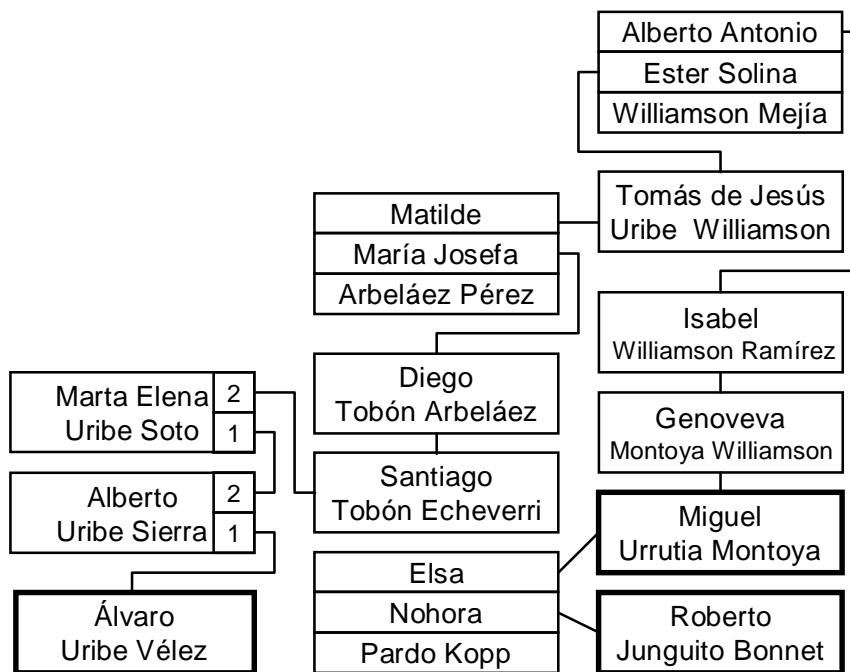 Alberto Antonio
Ester Solina
Williamson Mejía
Tomás de Jesús
Uribe Williamson
Matilde
María Josefa
Arbeláez Pérez
Isabel
Williamson Ramírez
Diego
Tobón Arbeláez
Marta Elena 2
Uribe Soto 1
Genoveva
Montoya Williamson
Santiago
Tobón Echeverri
Alberto 2
Uribe Sierra 1
Miguel
Urrutia Montoya
Elsa
Nohora
Pardo Kopp
Álvaro
Uribe Vélez
Roberto
Junguito Bonnet